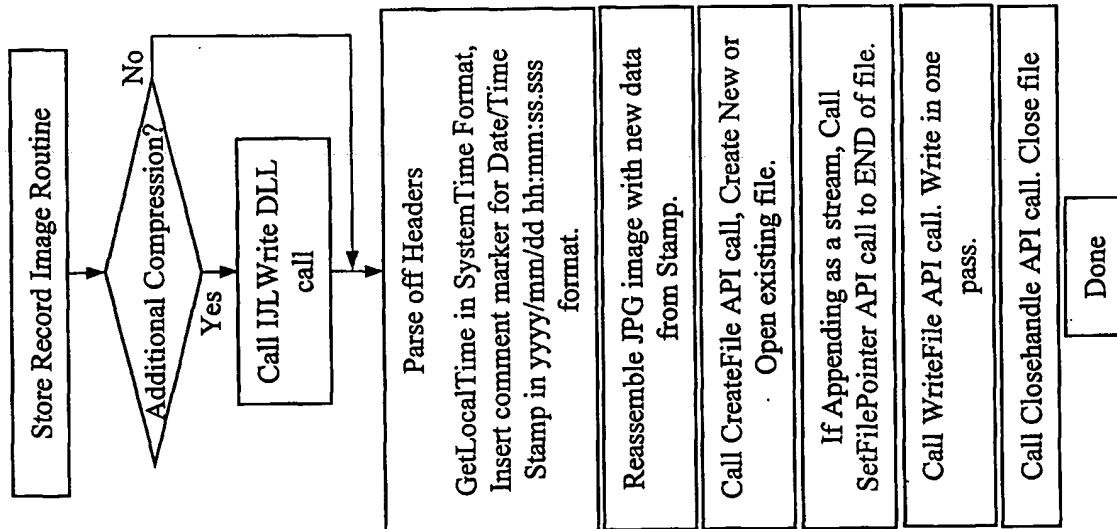 Store Record Image Routine
Additional Compression?
No
Yes
Call IJLWrite DLL
call
Parse off Headers
GetLocalTime in SystemTime Format,
Insert comment marker for Date/Time
Stamp in yyyy/mm/dd hh:mm:ss.sss
format.
Reassemble JPG image with new data
from Stamp.
Call CreateFile API call, Create New or
Open existing file.
If Appending as a stream, Call
SetFilePointer API call to END of file.
Call WriteFile API call. Write in one
pass.
Call Closehandle API call. Close file
Done